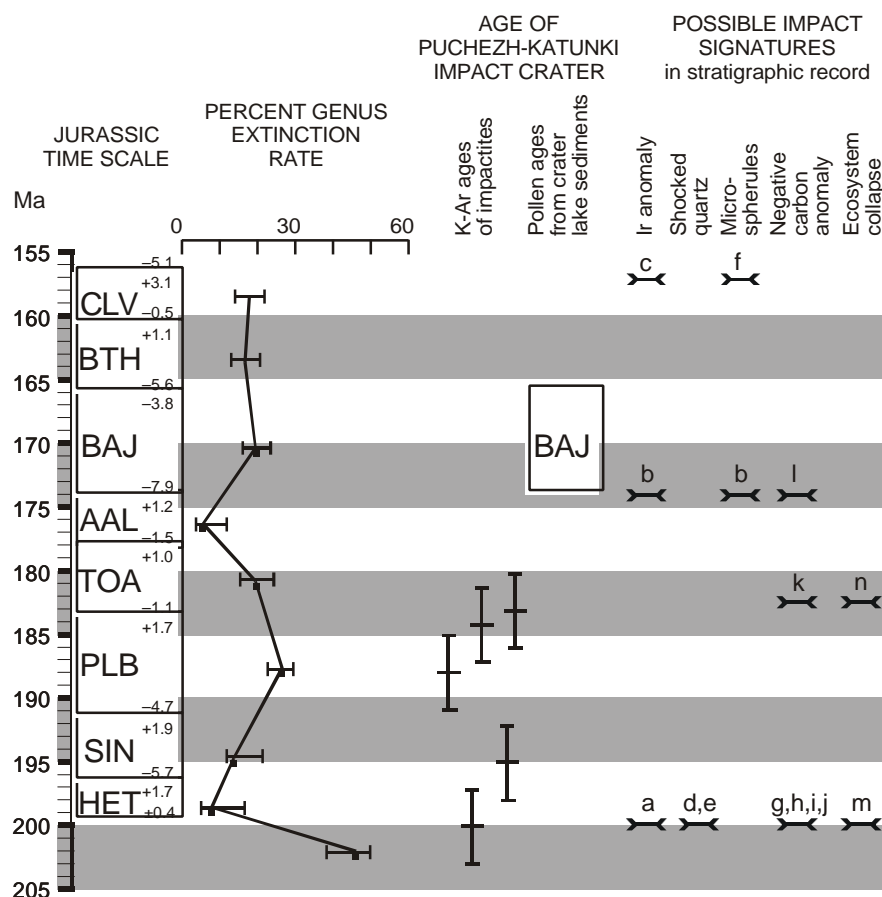 AGE OF
PUCHEZH-KATUNKI
IMPACT CRATER
POSSIBLE IMPACT
SIGNATURES
in stratigraphic record
JURASSIC
TIME SCALE
PERCENT GENUS
EXTINCTION
RATE
K-Ar ages
of impactites
Pollen ages
from crater
lake sediments
Ir anomaly
Shocked
quartz
Micro-
spherules
Negative
carbon
anomaly
Ecosystem
collapse
Ma
0 30 60
155
160
165
170
175
180
185
190
195
200
205
–5.1
CLV
+3.1
–0.5
BTH
+1.1
–5.6
BAJ
–3.8
–7.9
AAL
+1.2
–1.5
TOA
+1.0
–1.1
PLB
+1.7
–4.7
SIN
+1.9
–5.7
HET
+1.7
+0.4
BAJ
c f
b b l
k n
a d,e g,h,i,j m